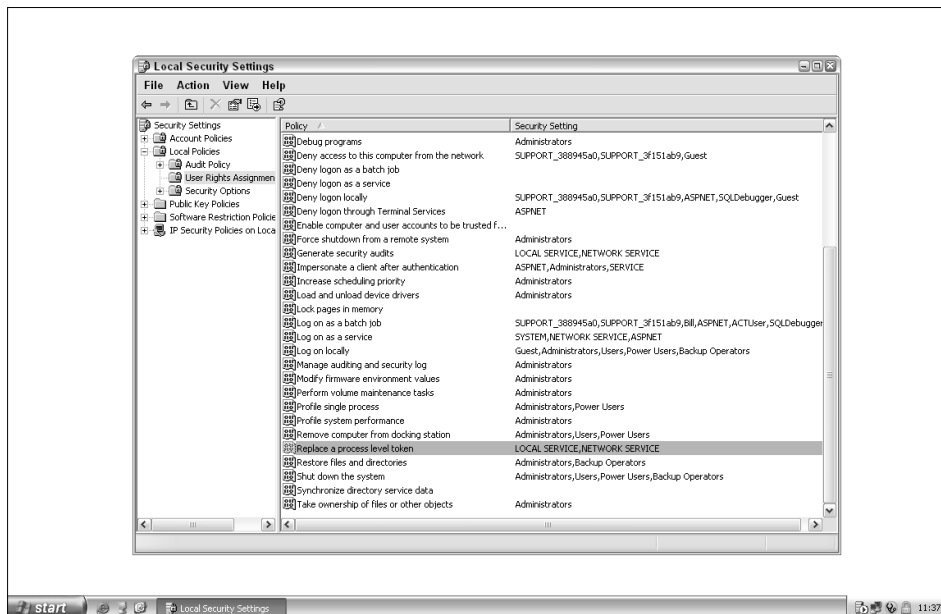 Local Security Settings
File Action View Help
Security Settings
Account Policies
Local Policies
Audit Policy
User Rights Assignmen
Security Options
Public Key Policies
Software Restriction Policie
IP Security Policies on Loca
Policy Security Setting
Debug programs Administrators
Deny access to this computer from the network SUPPORT_388945a0,SUPPORT_3f151ab9,Guest
Deny logon as a batch job
Deny logon as a service
Deny logon locally SUPPORT_388945a0,SUPPORT_3f151ab9,ASPNET,SQLDebugger,Guest
Deny logon through Terminal Services ASPNET
Enable computer and user accounts to be trusted f...
Force shutdown from a remote system Administrators
Generate security audits LOCAL SERVICE,NETWORK SERVICE
Impersonate a client after authentication ASPNET,Administrators,SERVICE
Increase scheduling priority Administrators
Load and unload device drivers Administrators
Lock pages in memory
Log on as a batch job SUPPORT_388945a0,SUPPORT_3f151ab9,Bill,ASPNET,ACTUser,SQLDebugger
Log on as a service SYSTEM,NETWORK SERVICE,ASPNET
Log on locally Guest,Administrators,Users,Power Users,Backup Operators
Manage auditing and security log Administrators
Modify firmware environment values Administrators
Perform volume maintenance tasks Administrators
Profile single process Administrators,Power Users
Profile system performance Administrators
Remove computer from docking station Administrators,Users,Power Users
Replace a process level token LOCAL SERVICE,NETWORK SERVICE
Restore files and directories Administrators,Backup Operators
Shut down the system Administrators,Users,Power Users,Backup Operators
Synchronize directory service data
Take ownership of files or other objects Administrators
start Local Security Settings 11:37